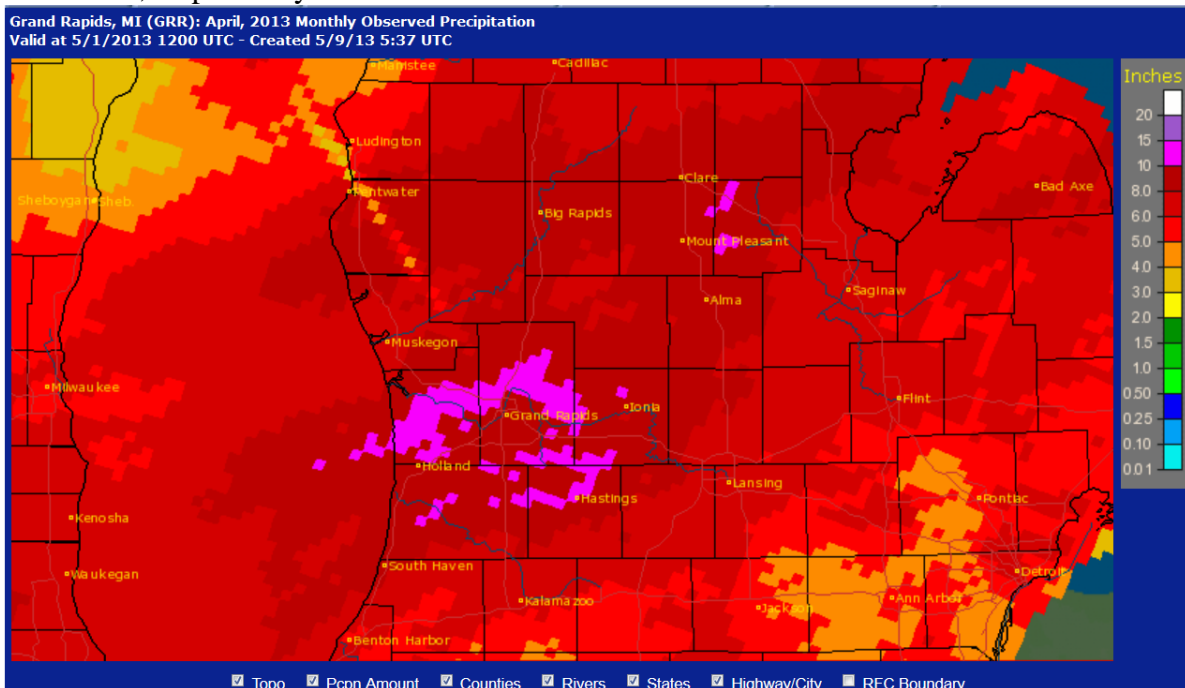 Grand Rapids, MI (GRR): April, 2013 Monthly Observed Precipitation
Valid at 5/1/2013 1200 UTC - Created 5/9/13 5:37 UTC
Manistee
Cadillac
Inches
Ludington
20
15
10
8.0
6.0
5.0
4.0
3.0
2.0
1.5
1.0
0.50
0.25
0.10
0.01
Clare
Bad Axe
Pentwater
Sheboygan Sheb.
Big Rapids
Mount Pleasant
Saginaw
Alma
Muskegon
Milwaukee
Flint
Grand Rapids
Ionia
Holland
Lansing
Hastings
Pontiac
Kenosha
South Haven
Waukegan
Detroit
Kalamazoo
Ann Arbor
Jackson
Benton Harbor
Topo Pcpn Amount Counties Rivers States Highway/City RFC Boundary